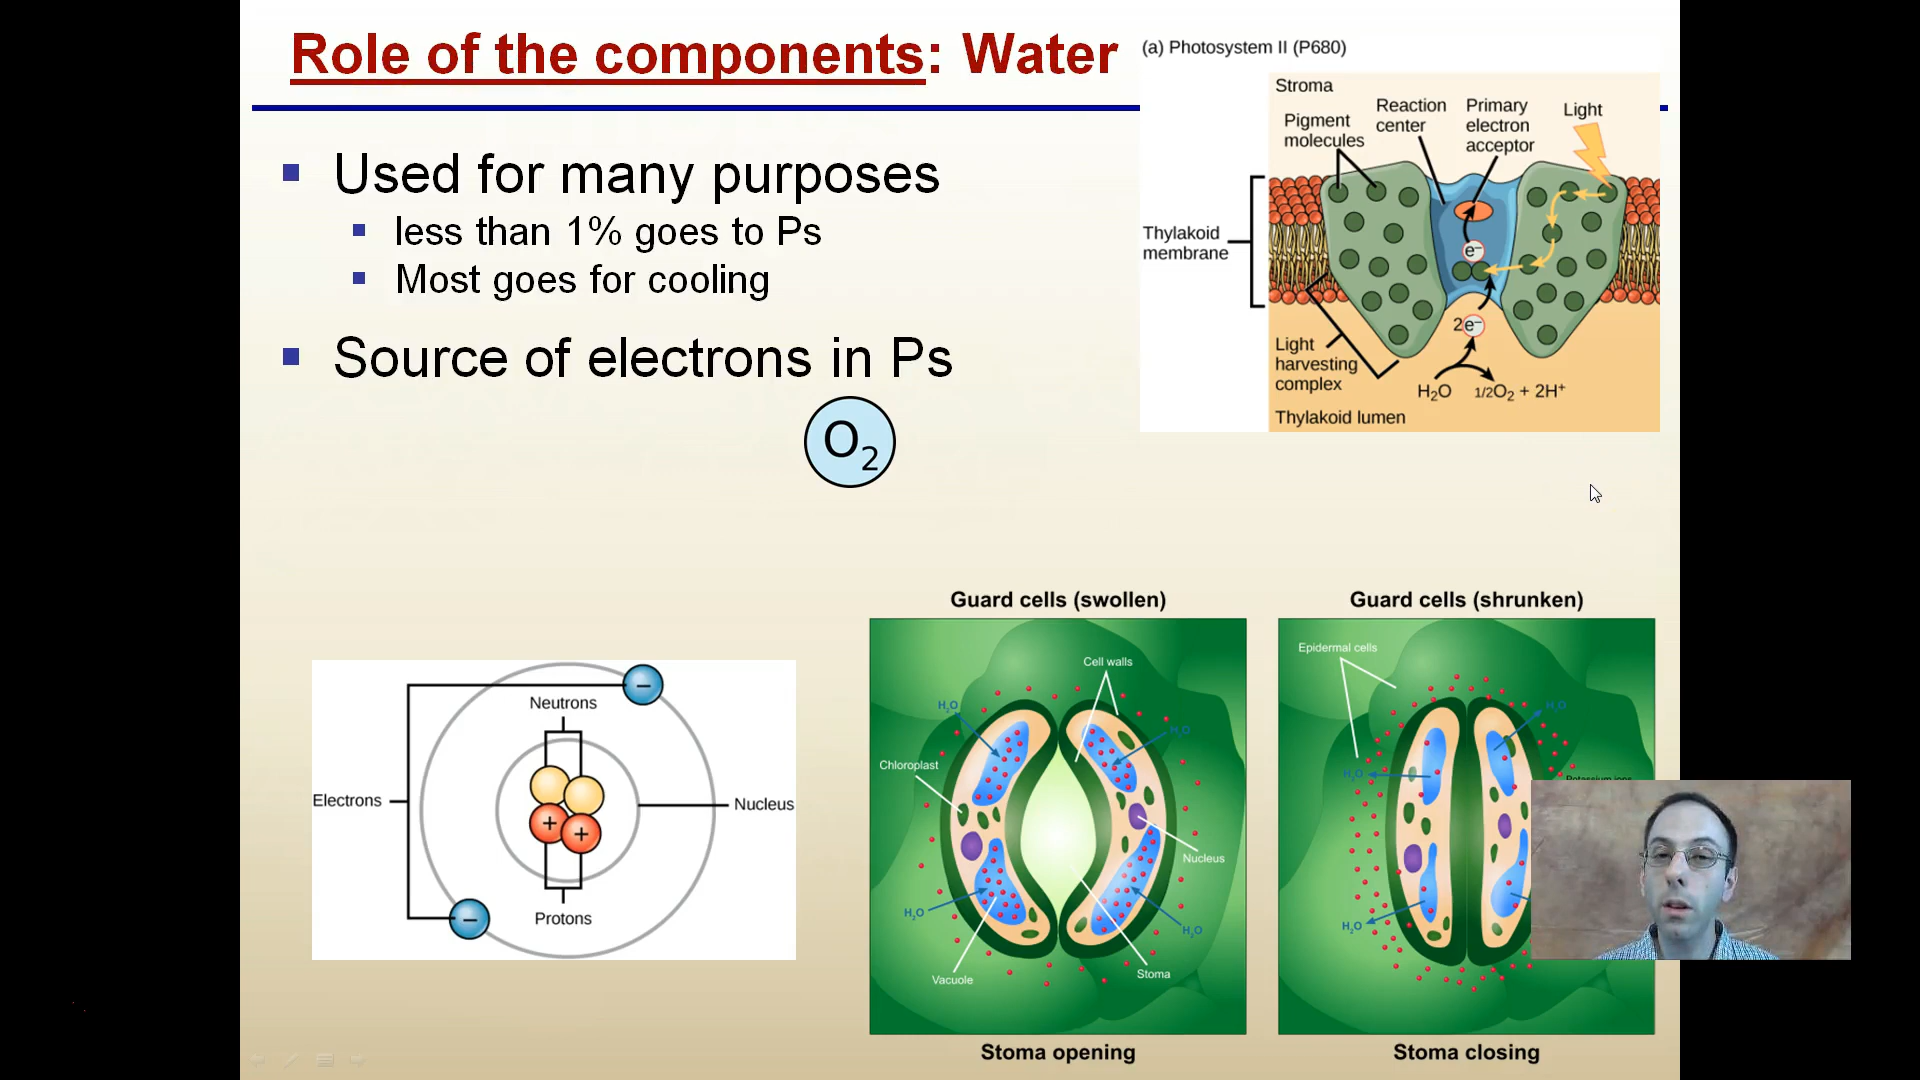 Role of the components: Water
Used for many purposes
less than 1% goes to Ps
Most goes for cooling
Source of electrons in Ps
O2
(a) Photosystem II (P680)
Stroma
Pigment
molecules
Reaction
center
Primary
electron
acceptor
Light
Thylakoid
membrane
e−
2e−
Light
harvesting
complex
H2O 1/2O2 + 2H+
Thylakoid lumen
Neutrons
Electrons
Nucleus
Protons
Guard cells (swollen)
Cell walls
H2O
H2O
Chloroplast
Nucleus
H2O
H2O
Vacuole
Stoma
Stoma opening
Guard cells (shrunken)
Epidermal cells
H2O
H2O
Potassium ions
H2O
Stoma closing